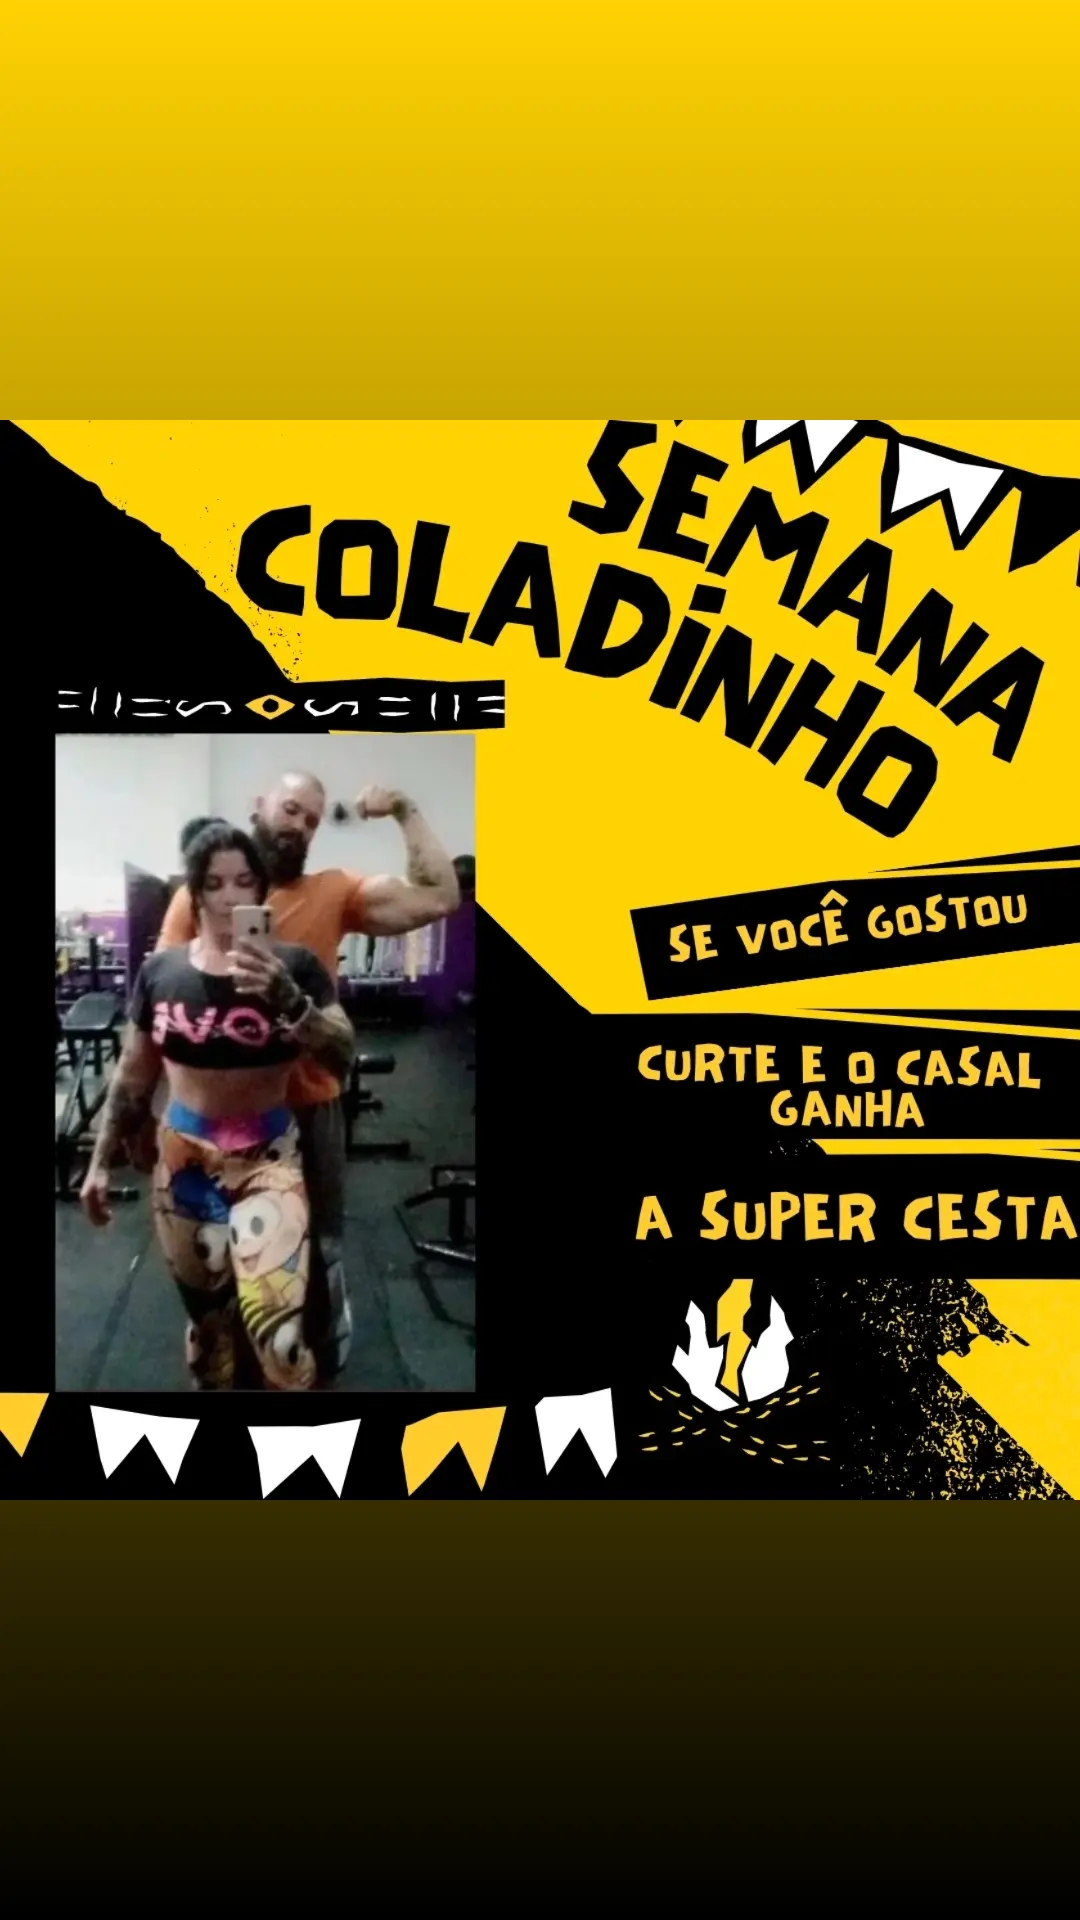 SEMANA
COLADINHO
SE VOCÊ GOSTOU
CURTE E O CASAL
GANHA
A SUPER CESTA